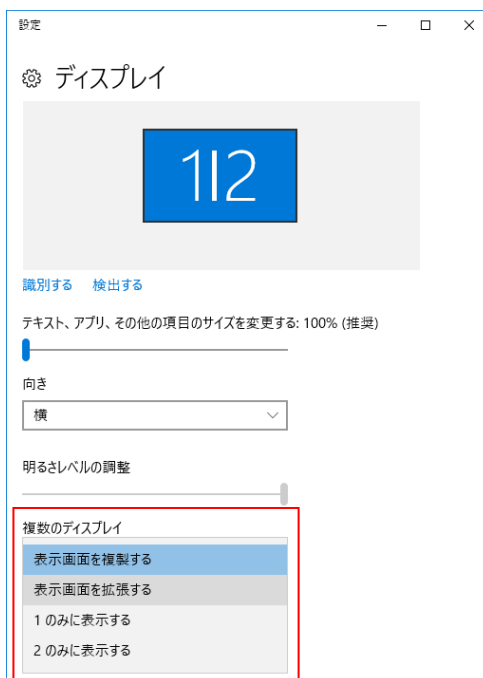 設定
ディスプレイ
1|2
識別する 検出する
テキスト、アプリ、その他の項目のサイズを変更する: 100% (推奨)
向き
横
明るさレベルの調整
複数のディスプレイ
表示画面を複製する
表示画面を拡張する
1 のみに表示する
2 のみに表示する